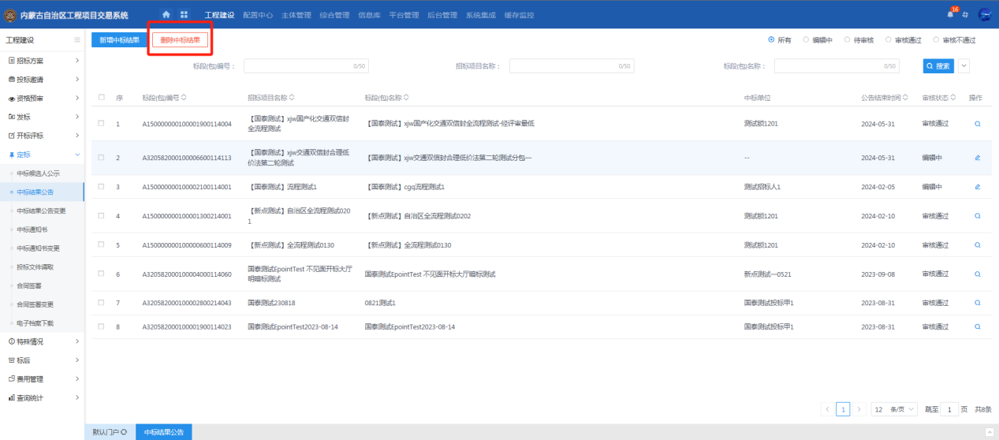 内蒙古自治区工程项目交易系统 工程建设 配置中心 主体管理 综合管理 信息库 平台管理 后台管理 系统集成 缓存监控 16
工程建设
招标方案
投标邀请
资格预审
发标
开标评标
定标
中标候选人公示
中标结果公告
中标结果公告变更
中标通知书
中标通知书变更
投标文件调取
合同签署
合同签署变更
电子档案下载
特殊情况
标后
费用管理
查询统计
新增中标结果 删除中标结果 所有 编辑中 待审核 审核通过 审核不通过
标段(包)编号： 0/50 招标项目名称： 0/50 标段(包)名称： 0/50 搜索
序 标段(包)编号 招标项目名称 标段(包)名称 中标单位 公告结束时间 审核状态 操作
1 A150000000100001900114004 【国泰测试】xjw国产化交通双信封全流程测试 【国泰测试】xjw国产化交通双信封全流程测试-经评审最低 测试锁1201 2024-05-31 审核通过
2 A320582000100006600114113 【国泰测试】xjw交通双信封合理低价法第二轮测试 【国泰测试】xjw交通双信封合理低价法第二轮测试分包一 -- 2024-05-31 编辑中
3 A150000000100002100114001 【国泰测试】流程测试1 【国泰测试】cgq流程测试1 测试招标人1 2024-02-05 编辑中
4 A150000000100001300214001 【新点测试】自治区全流程测试0201 【新点测试】自治区全流程测试0202 测试锁1201 2024-02-10 审核通过
5 A150000000100000600114009 【新点测试】全流程测试0130 【新点测试】全流程测试0130 测试锁1201 2024-02-10 审核通过
6 A320582000100004000114060 国泰测试EpointTest 不见面开标大厅明暗标测试 国泰测试EpointTest 不见面开标大厅暗标测试 新点测试一0521 2023-09-08 审核通过
7 A320582000100002800214043 国泰测试230818 0821测试1 国泰测试投标甲1 2023-08-31 审核通过
8 A320582000100001900114023 国泰测试EpointTest2023-08-14 国泰测试EpointTest2023-08-14 国泰测试投标甲1 2023-08-31 审核通过
1 12 条/页 跳至 1 页 共8条
默认门户 中标结果公告